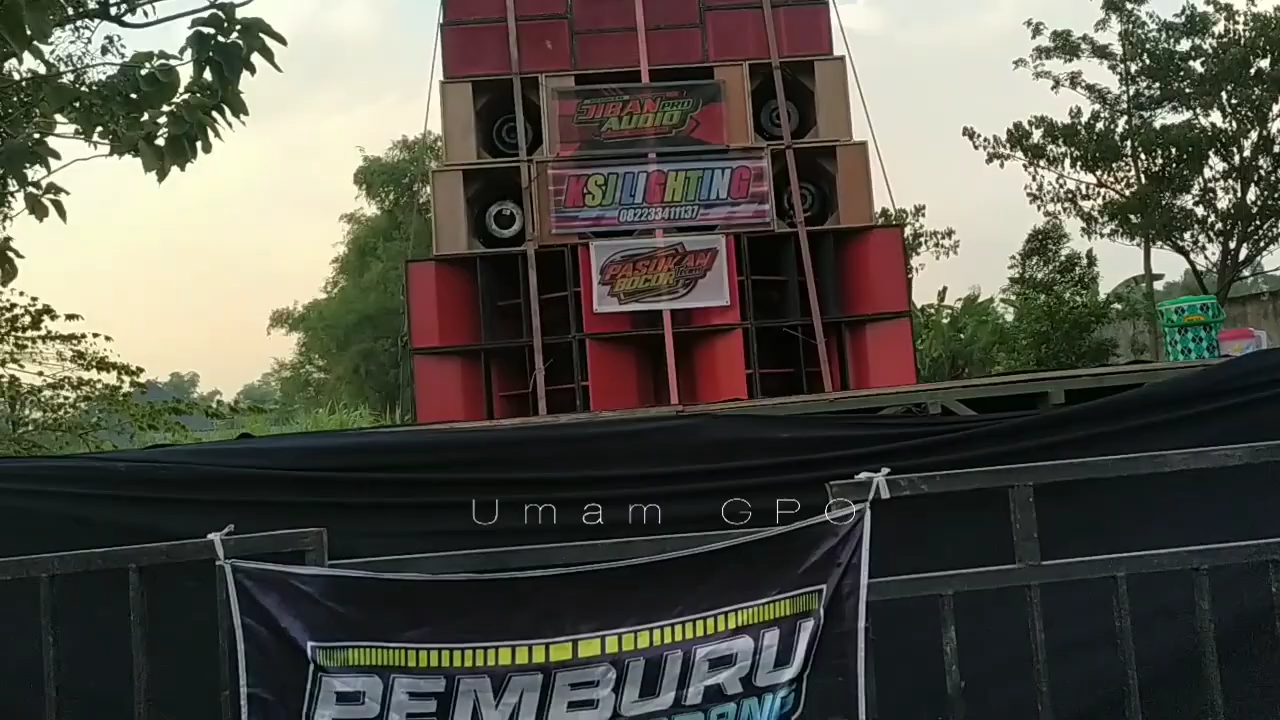 JIBAN PRO
AUDIO
KSJ LIGHTING
082233411137
PASUKAN
BOCOR
Umam GPO
PEMBURU